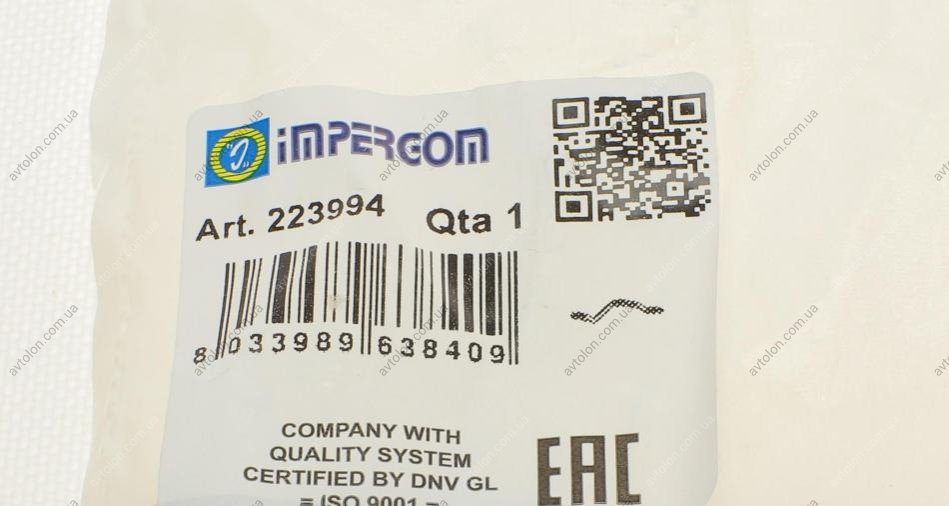 IMPERGOM
Art. 223994 Qta 1
8 033989 638409
COMPANY WITH
QUALITY SYSTEM
CERTIFIED BY DNV GL
= ISO 9001 =
EAC
avtolon.com.ua